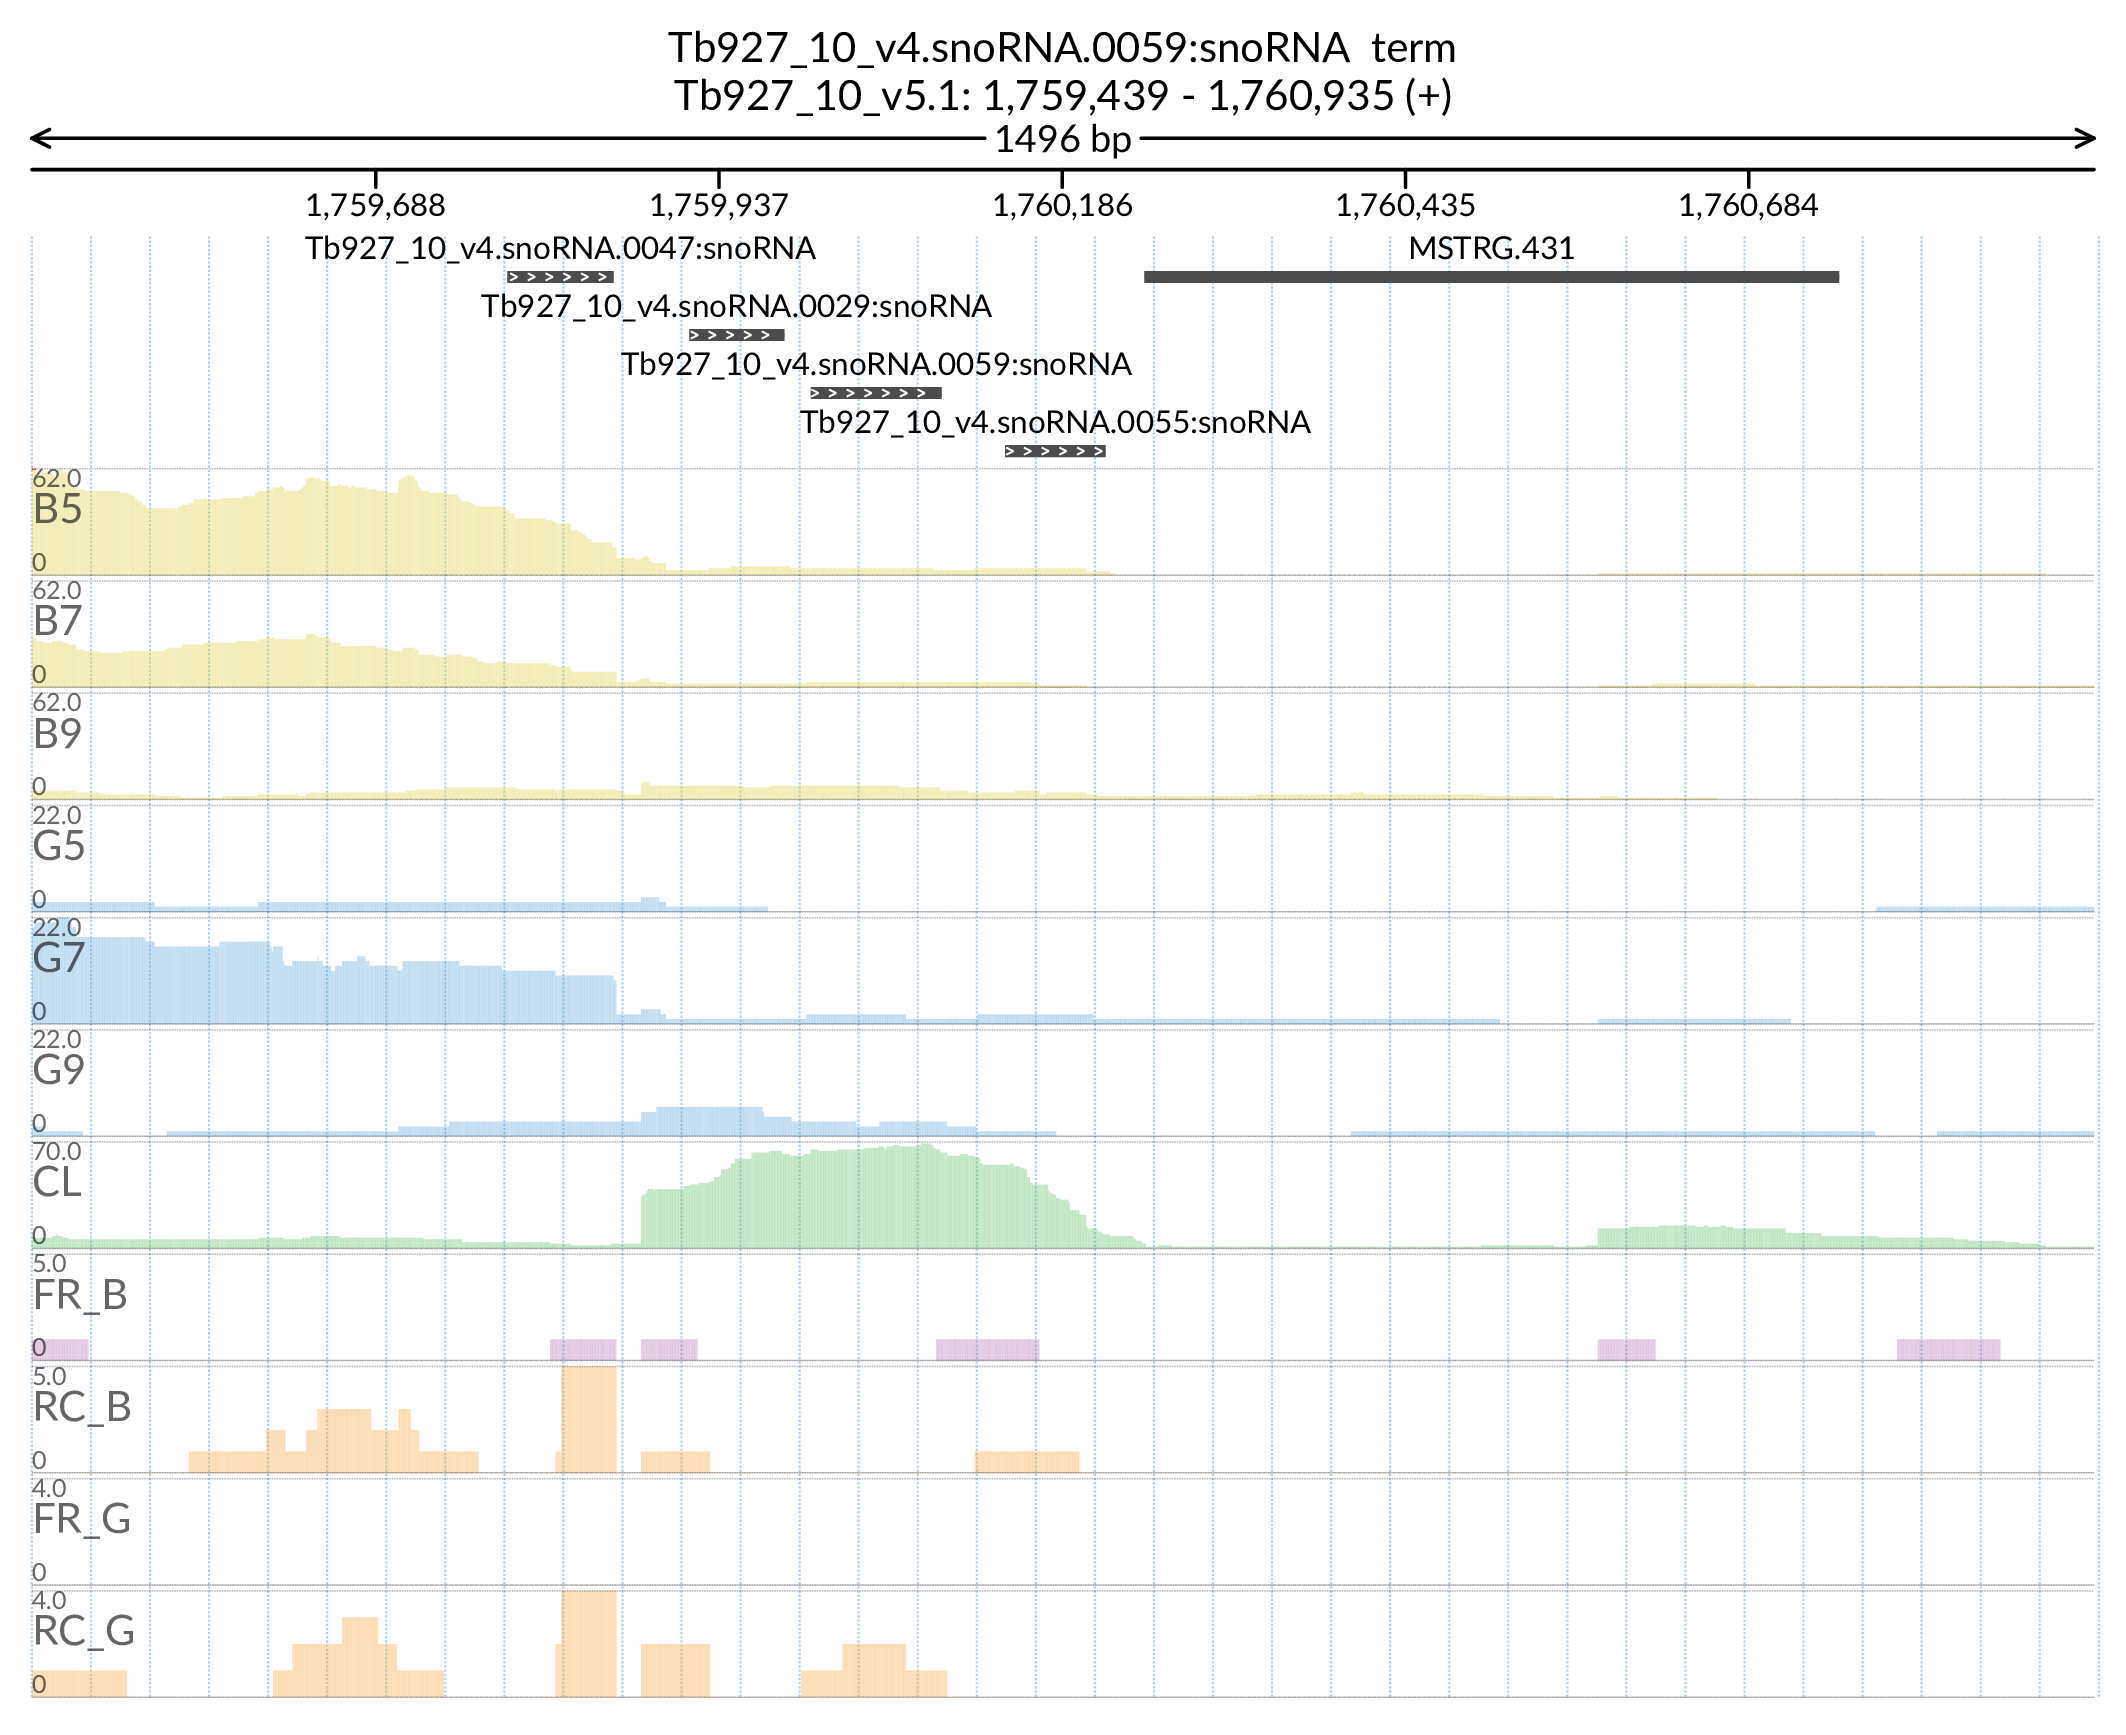 Tb927_10_v4.snoRNA.0059:snoRNA  term
Tb927_10_v5.1: 1,759,439 - 1,760,935 (+)
1496 bp
1,759,688 1,759,937 1,760,186 1,760,435 1,760,684
Tb927_10_v4.snoRNA.0047:snoRNA MSTRG.431
Tb927_10_v4.snoRNA.0029:snoRNA
Tb927_10_v4.snoRNA.0059:snoRNA
Tb927_10_v4.snoRNA.0055:snoRNA
62.0
B5
0
62.0
B7
0
62.0
B9
0
22.0
G5
0
22.0
G7
0
22.0
G9
0
70.0
CL
0
5.0
FR_B
0
5.0
RC_B
0
4.0
FR_G
0
4.0
RC_G
0